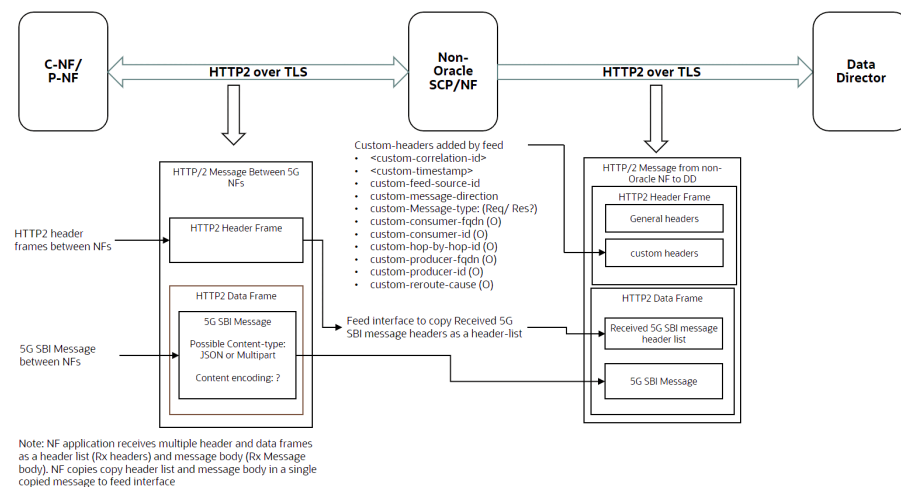 C-NF/
P-NF
HTTP2 over TLS
Non-
Oracle
SCP/NF
HTTP2 over TLS
Data
Director
HTTP/2 Message Between 5G
NFs
HTTP2 header
frames between NFs
HTTP2 Header Frame
HTTP2 Data Frame
5G SBI Message
Possible Content-type:
JSON or Multipart
Content encoding: ?
5G SBI Message
between NFs
Custom-headers added by feed
• <custom-correlation-id>
• <custom-timestamp>
• custom-feed-source-id
• custom-message-direction
• custom-Message-type: (Req/ Res?)
• custom-consumer-fqdn (O)
• custom-consumer-id (O)
• custom-hop-by-hop-id (O)
• custom-producer-fqdn (O)
• custom-producer-id (O)
• custom-reroute-cause (O)
Feed interface to copy Received 5G
SBI message headers as a header-list
HTTP/2 Message from non-
Oracle NF to DD
HTTP2 Header Frame
General headers
custom headers
HTTP2 Data Frame
Received 5G SBI message
header list
5G SBI Message
Note: NF application receives multiple header and data frames
as a header list (Rx headers) and message body (Rx Message
body). NF copies copy header list and message body in a single
copied message to feed interface